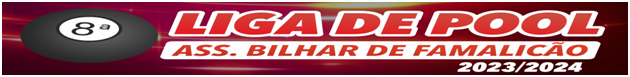 8ª
LIGA DE POOL
ASS. BILHAR DE FAMALICÃO
2023/2024